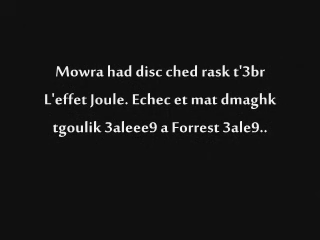 Mowra had disc ched rask t'3br
L'effet Joule. Echec et mat dmaghk
tgoulik 3aleee9 a Forrest 3ale9..